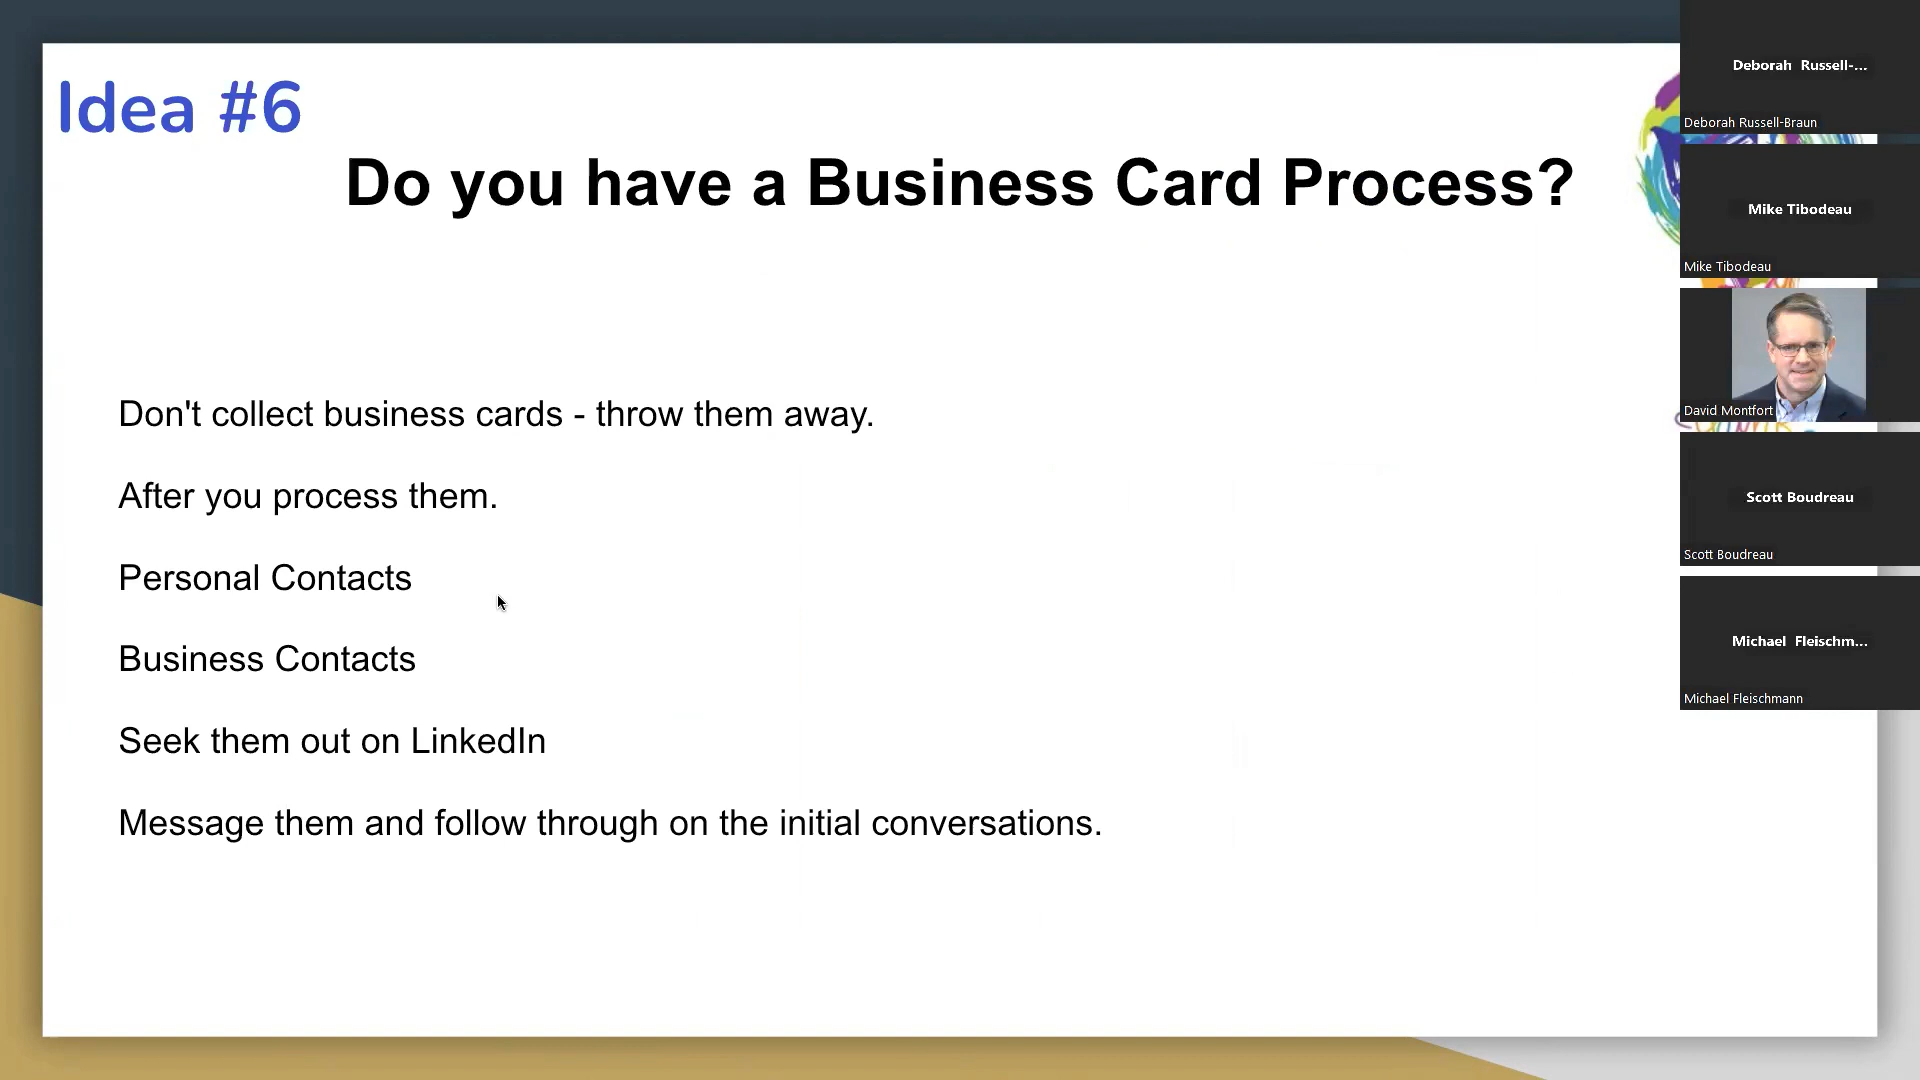 Idea #6
Do you have a Business Card Process?
Don't collect business cards - throw them away.
After you process them.
Personal Contacts
Business Contacts
Seek them out on LinkedIn
Message them and follow through on the initial conversations.
Deborah Russell-...
Deborah Russell-Braun
Mike Tibodeau
Mike Tibodeau
David Montfort
Scott Boudreau
Scott Boudreau
Michael Fleischm...
Michael Fleischmann